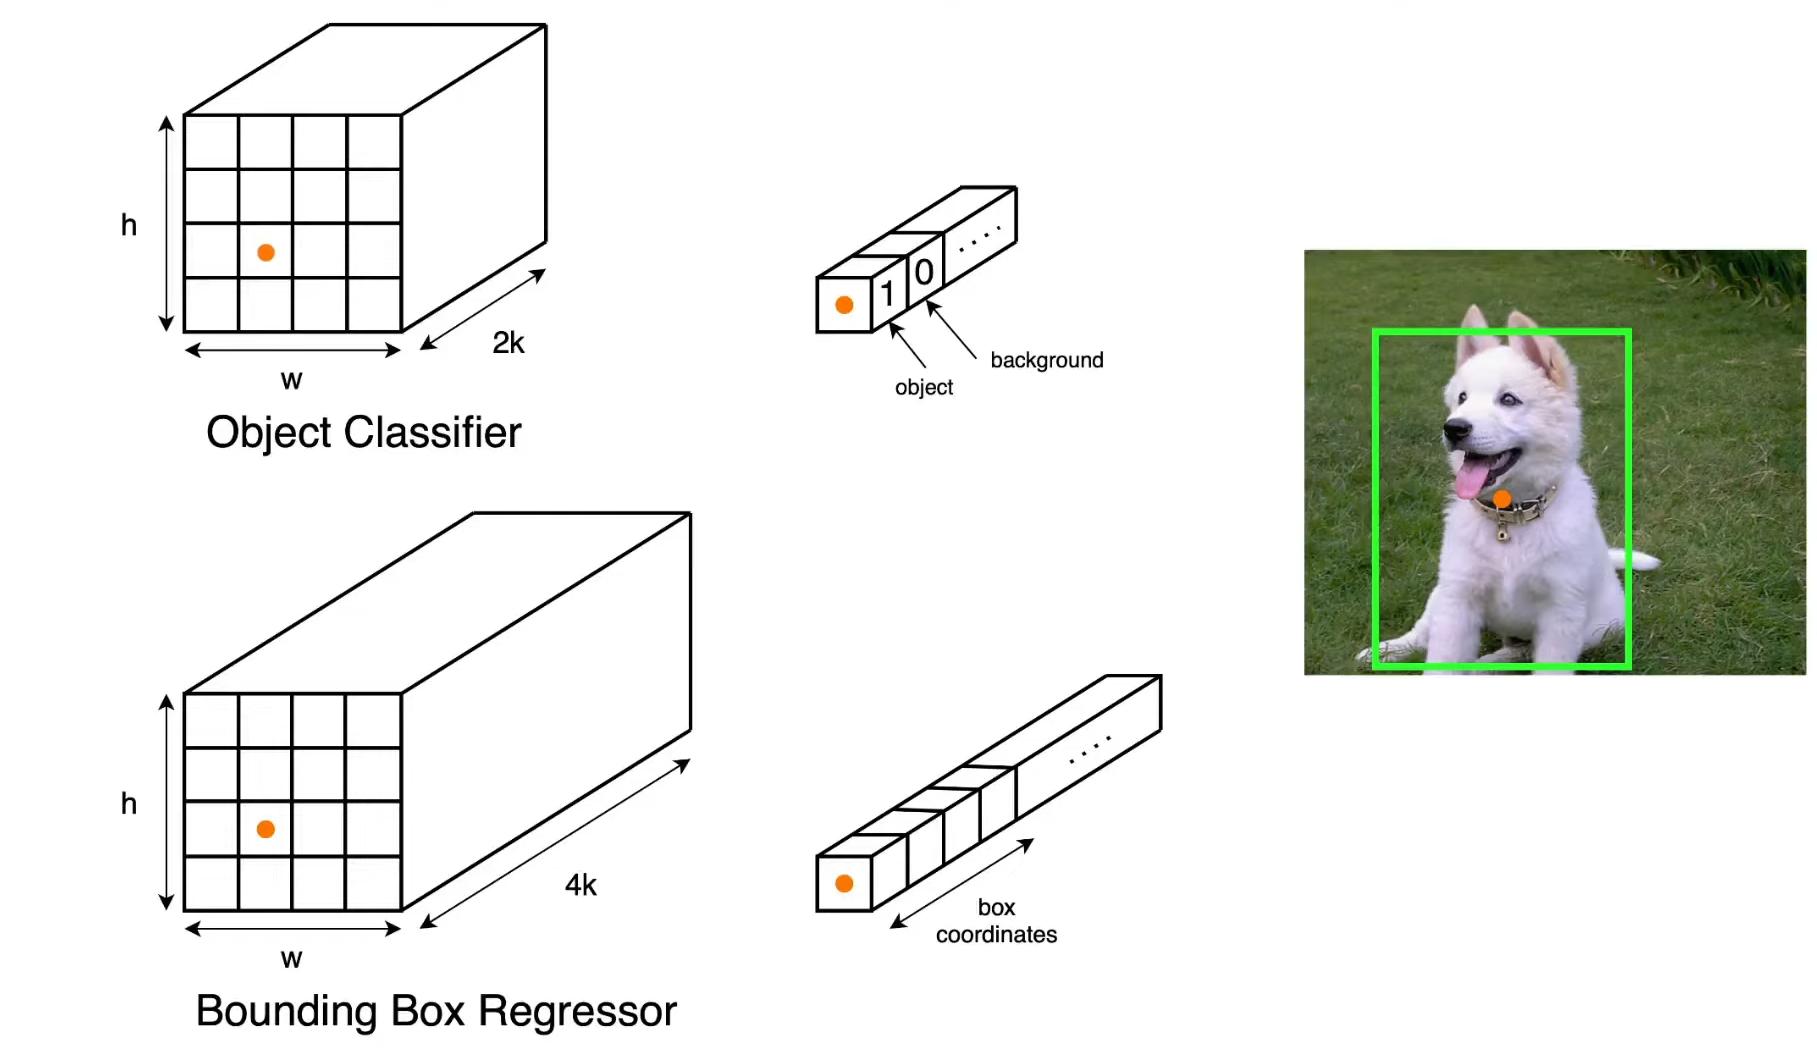 h
2k
w
Object Classifier
1
0
....
object
background
h
4k
w
Bounding Box Regressor
....
box
coordinates